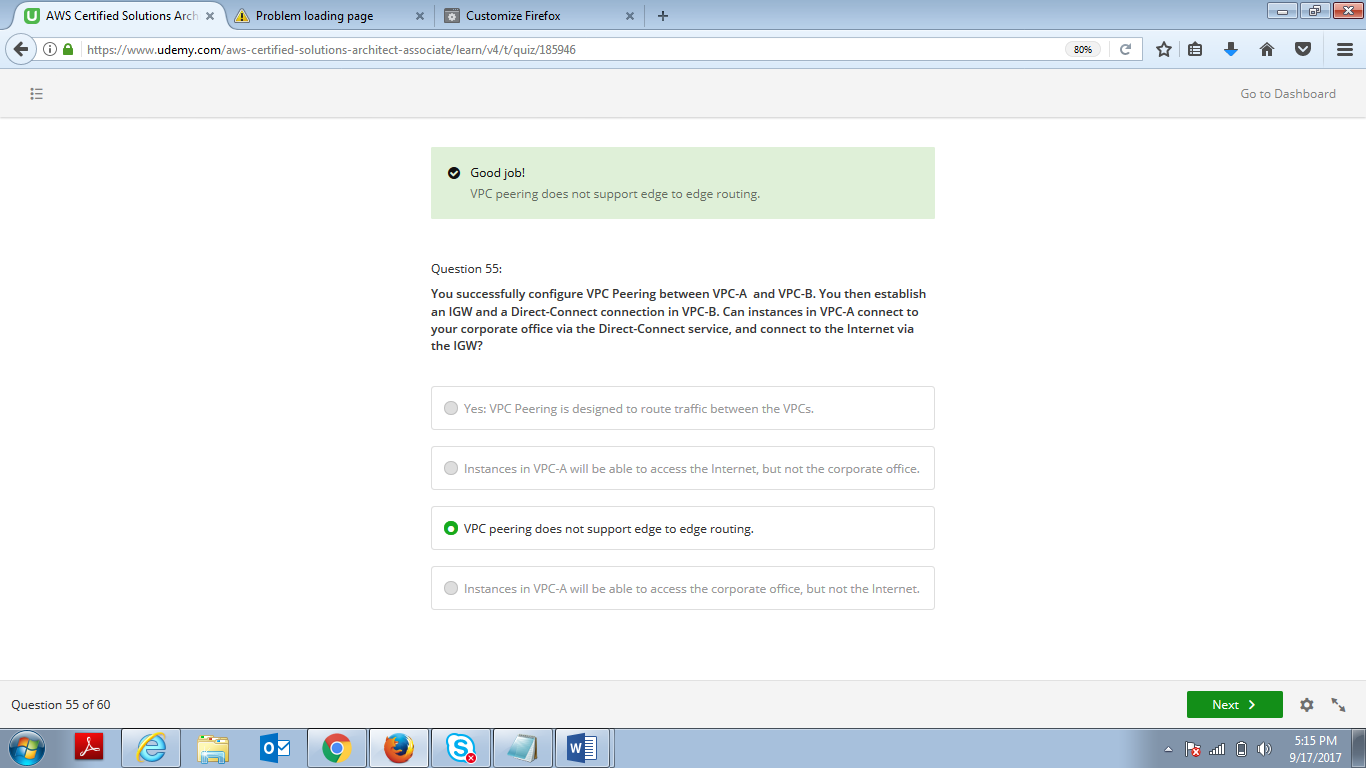 AWS Certified Solutions Arch
Problem loading page
Customize Firefox
https://www.udemy.com/aws-certified-solutions-architect-associate/learn/v4/t/quiz/185946
80%
Go to Dashboard
Good job!
VPC peering does not support edge to edge routing.
Question 55:
You successfully configure VPC Peering between VPC-A and VPC-B. You then establish
an IGW and a Direct-Connect connection in VPC-B. Can instances in VPC-A connect to
your corporate office via the Direct-Connect service, and connect to the Internet via
the IGW?
Yes: VPC Peering is designed to route traffic between the VPCs.
Instances in VPC-A will be able to access the Internet, but not the corporate office.
VPC peering does not support edge to edge routing.
Instances in VPC-A will be able to access the corporate office, but not the Internet.
Question 55 of 60
Next
5:15 PM
9/17/2017